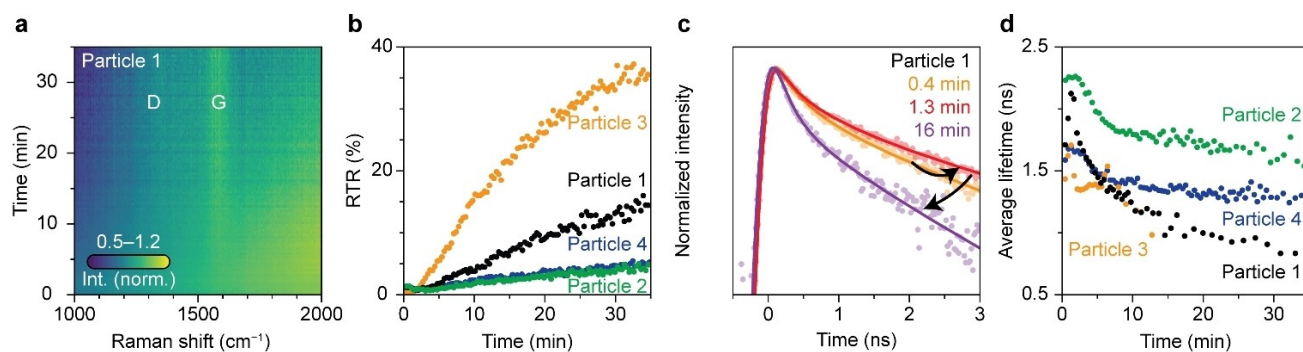 a
Particle 1
D
G
0.5–1.2
Int. (norm.)
30
20
10
0
Time (min)
1000
1500
2000
Raman shift (cm⁻¹)
b
40
20
0
RTR (%)
Particle 3
Particle 1
Particle 4
Particle 2
0
10
20
30
Time (min)
c
Normalized intensity
Particle 1
0.4 min
1.3 min
16 min
0
1
2
3
Time (ns)
d
2.5
1.5
0.5
Average lifetime (ns)
Particle 2
Particle 4
Particle 3
Particle 1
0
10
20
30
Time (min)